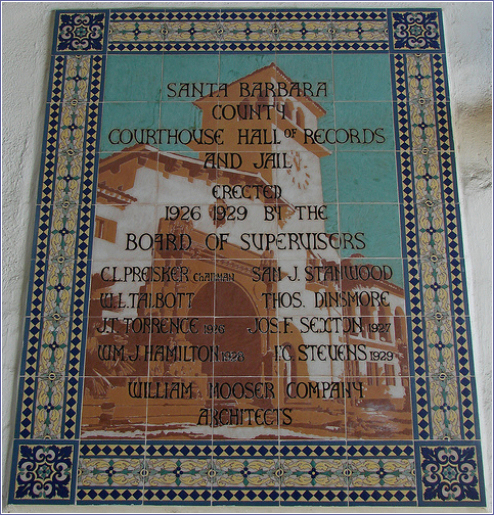 SANTA BARBARA
COUNTY
COURTHOUSE HALL OF RECORDS
AND JAIL
ERECTED
1926 1929 BY THE
BOARD OF SUPERVISERS
C.L. PREISKER CHAIRMAN SAM J. STANWOOD
W.L. TALBOTT THOS. DINSMORE
J.T. TORRENCE 1926 JOS. F. SEXTON 1927
WM. J. HAMILTON 1928 F.C. STEVENS 1929
WILLIAM MOOSER COMPANY
ARCHITECTS